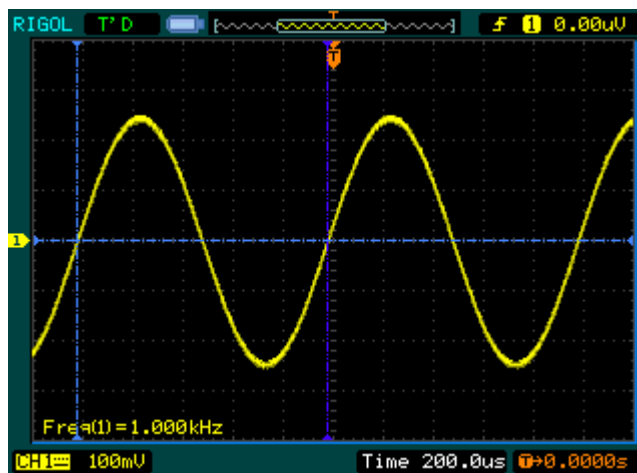 RIGOL T'D T 1 0.00uV
T
1
Freq(1)=1.000kHz
CH1 100mV Time 200.0us T→0.0000s